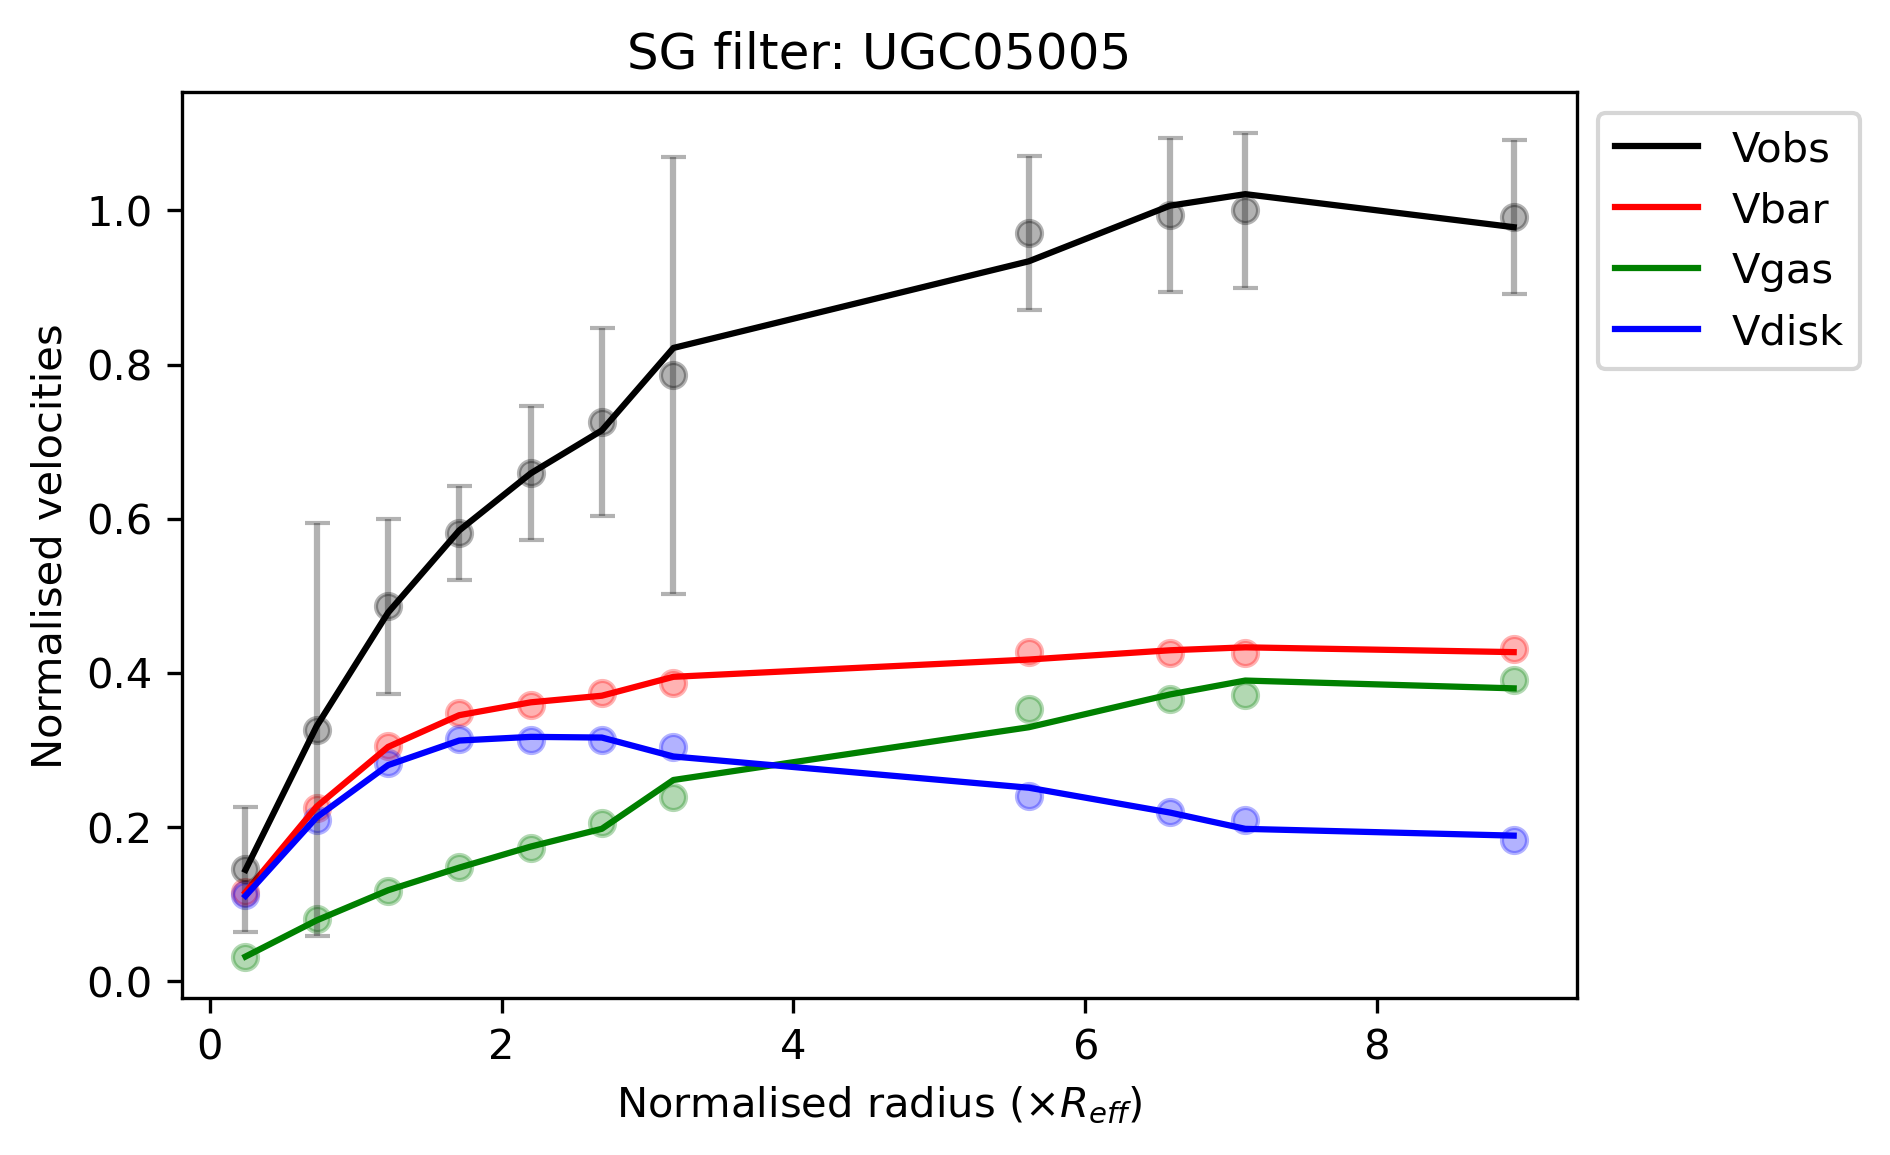 SG filter: UGC05005
Vobs
Vbar
Vgas
Vdisk
Normalised velocities
1.0
0.8
0.6
0.4
0.2
0.0
0 2 4 6 8
Normalised radius (×R_eff)